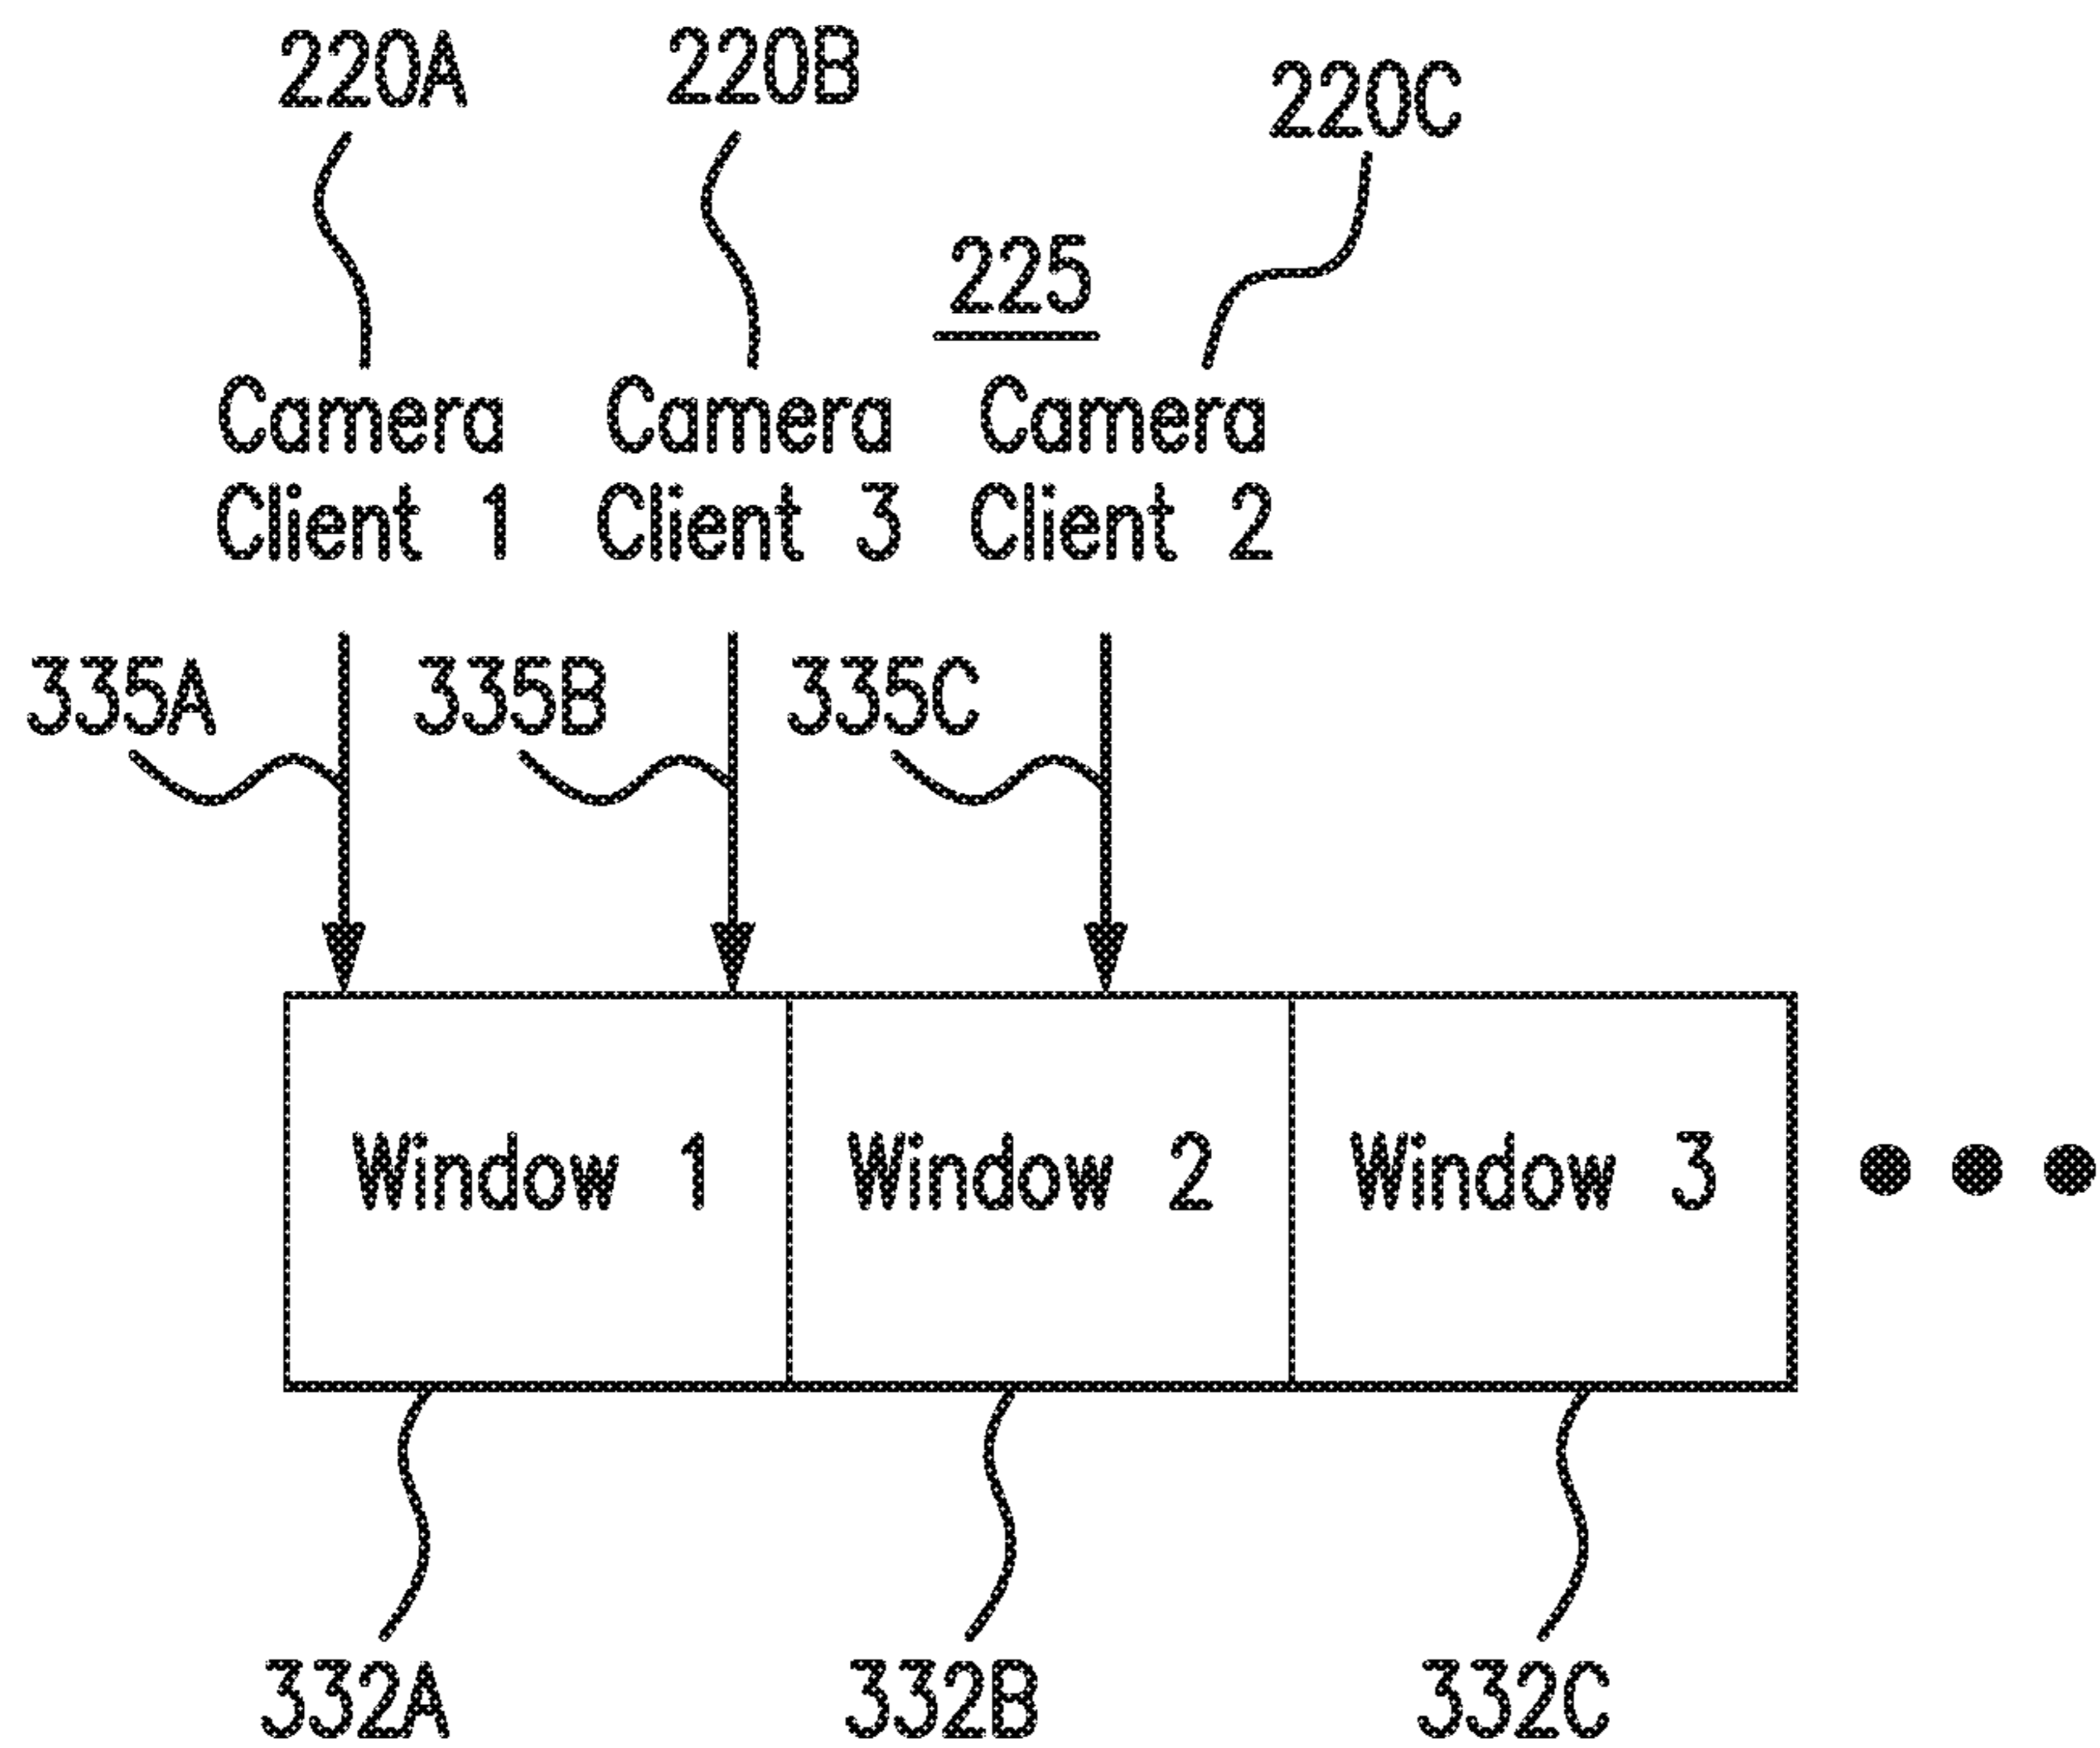 220A 220B 220C
225
Camera Camera Camera
Client 1 Client 3 Client 2
335A 335B 335C
Window 1 Window 2 Window 3
332A 332B 332C